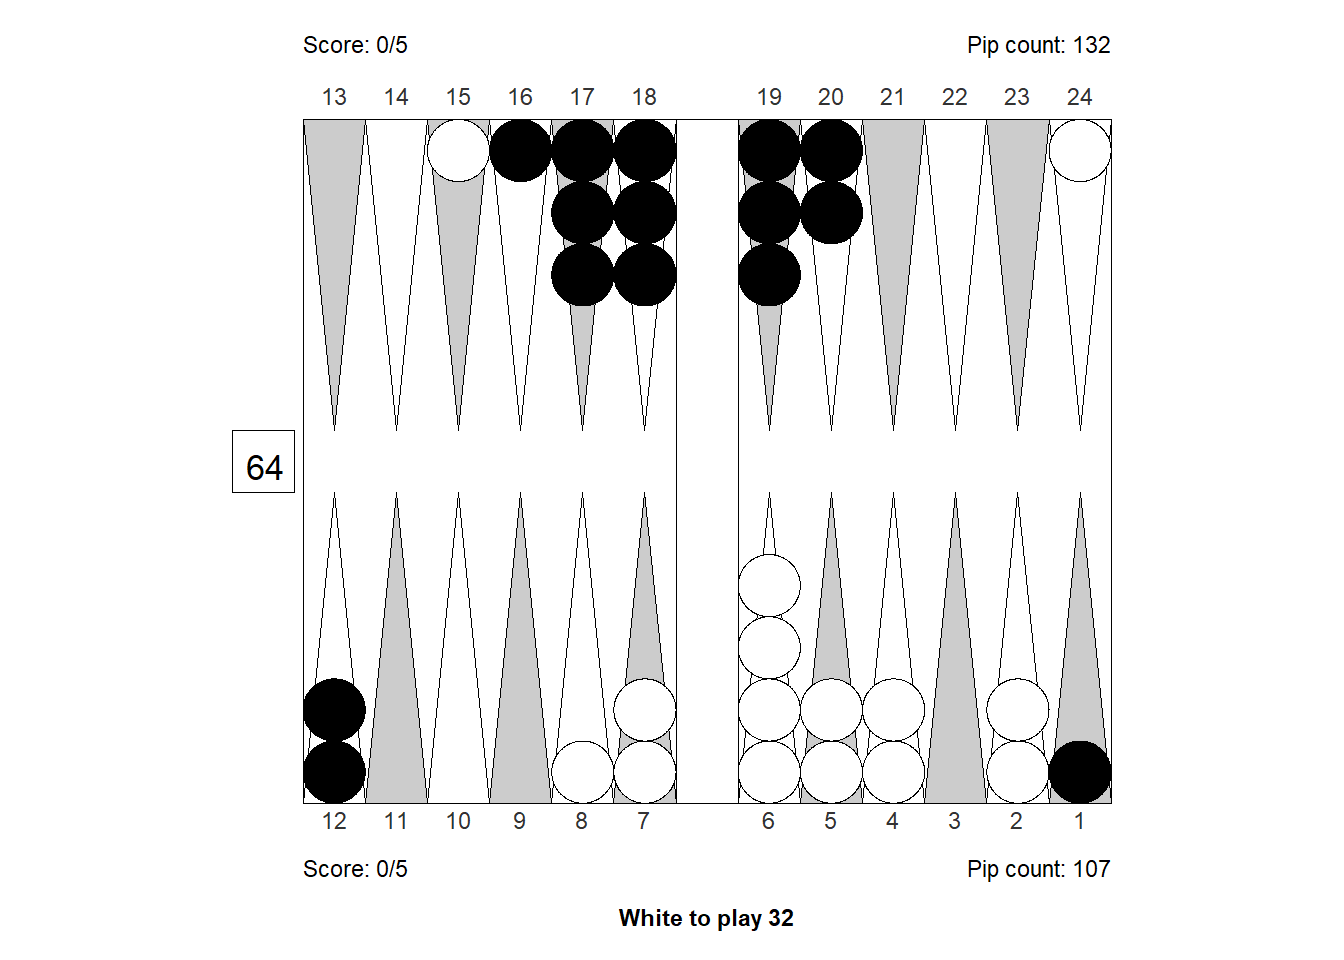 Score: 0/5 Pip count: 132
13 14 15 16 17 18 19 20 21 22 23 24
64
12 11 10 9 8 7 6 5 4 3 2 1
Score: 0/5 Pip count: 107
White to play 32